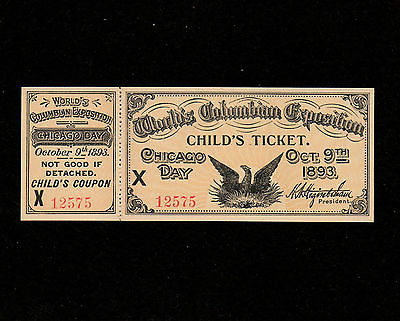 WORLD'S
COLUMBIAN EXPOSITION
CHICAGO DAY
October 9th 1893.
NOT GOOD IF
DETACHED.
CHILD'S COUPON
X 12575
World's Columbian Exposition
CHILD'S TICKET.
CHICAGO DAY
OCT. 9TH 1893.
X
12575
H.N. Higinbotham
President.